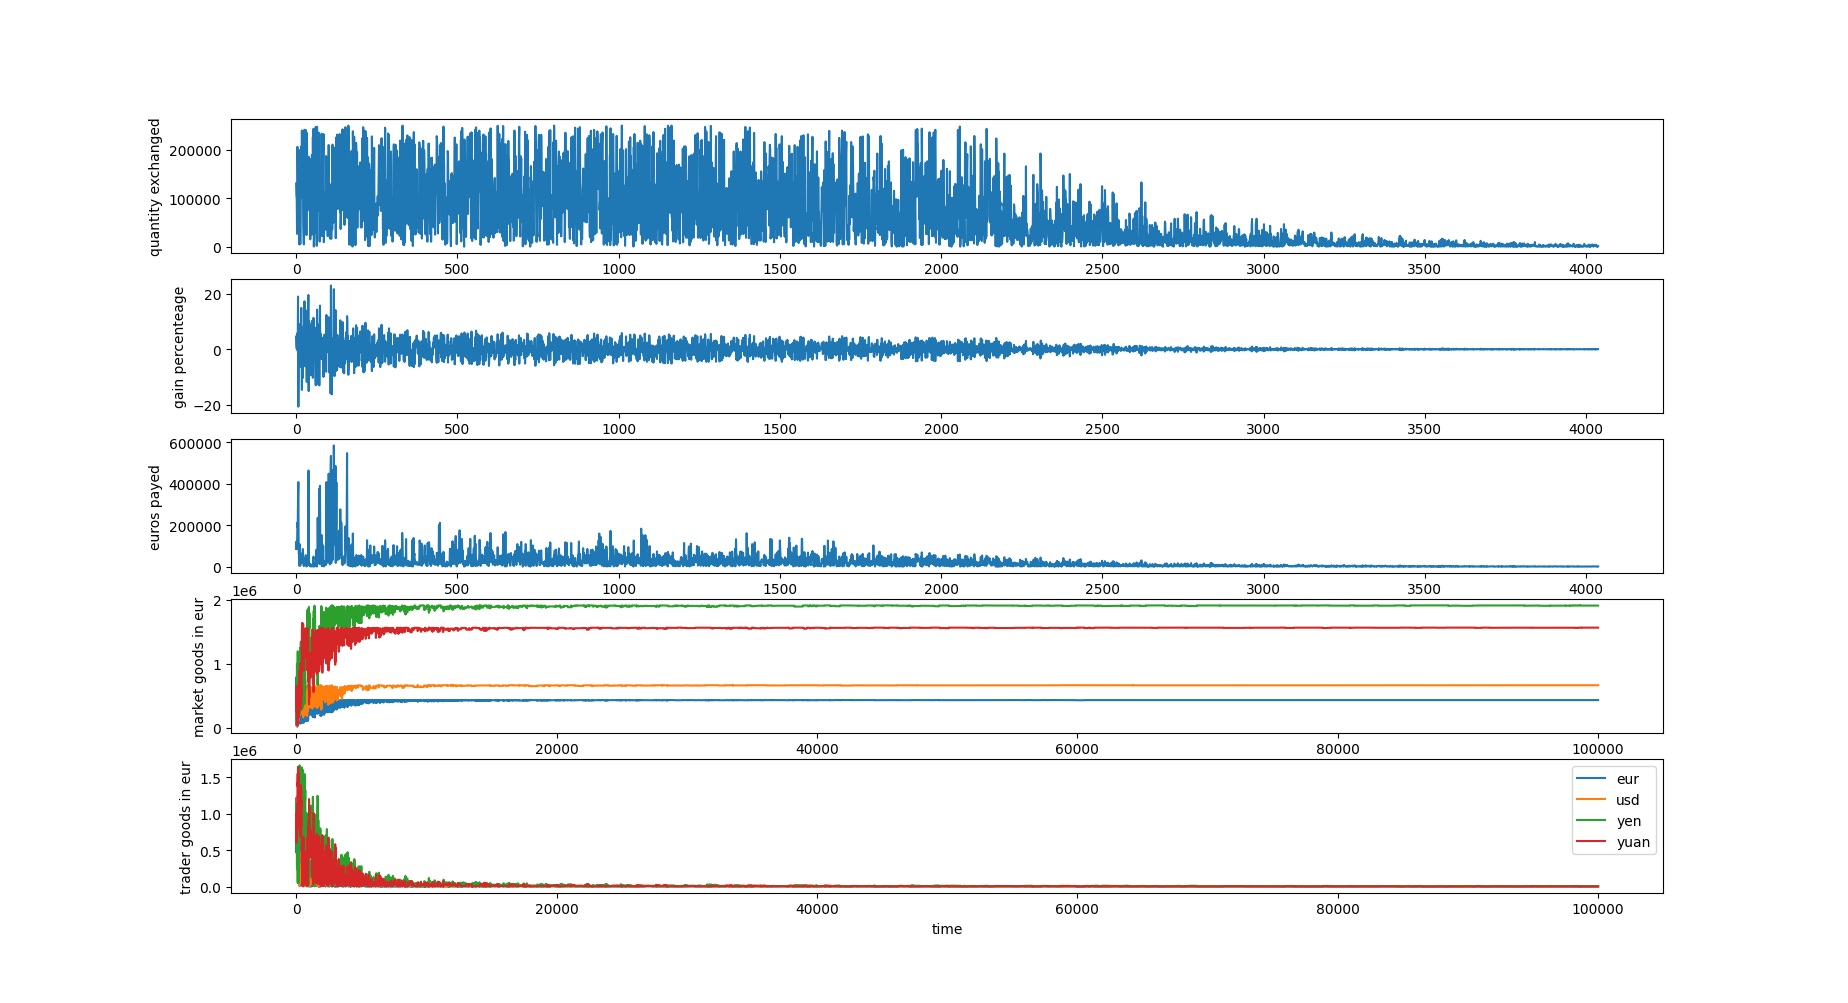 quantity exchanged
200000
100000
0
0 500 1000 1500 2000 2500 3000 3500 4000
gain percenteage
20
0
−20
0 500 1000 1500 2000 2500 3000 3500 4000
euros payed
600000
400000
200000
0
0 500 1000 1500 2000 2500 3000 3500 4000
1e6
market goods in eur
2
1
0
0 20000 40000 60000 80000 100000
1e6
trader goods in eur
1.5
1.0
0.5
0.0
eur
usd
yen
yuan
0 20000 40000 60000 80000 100000
time